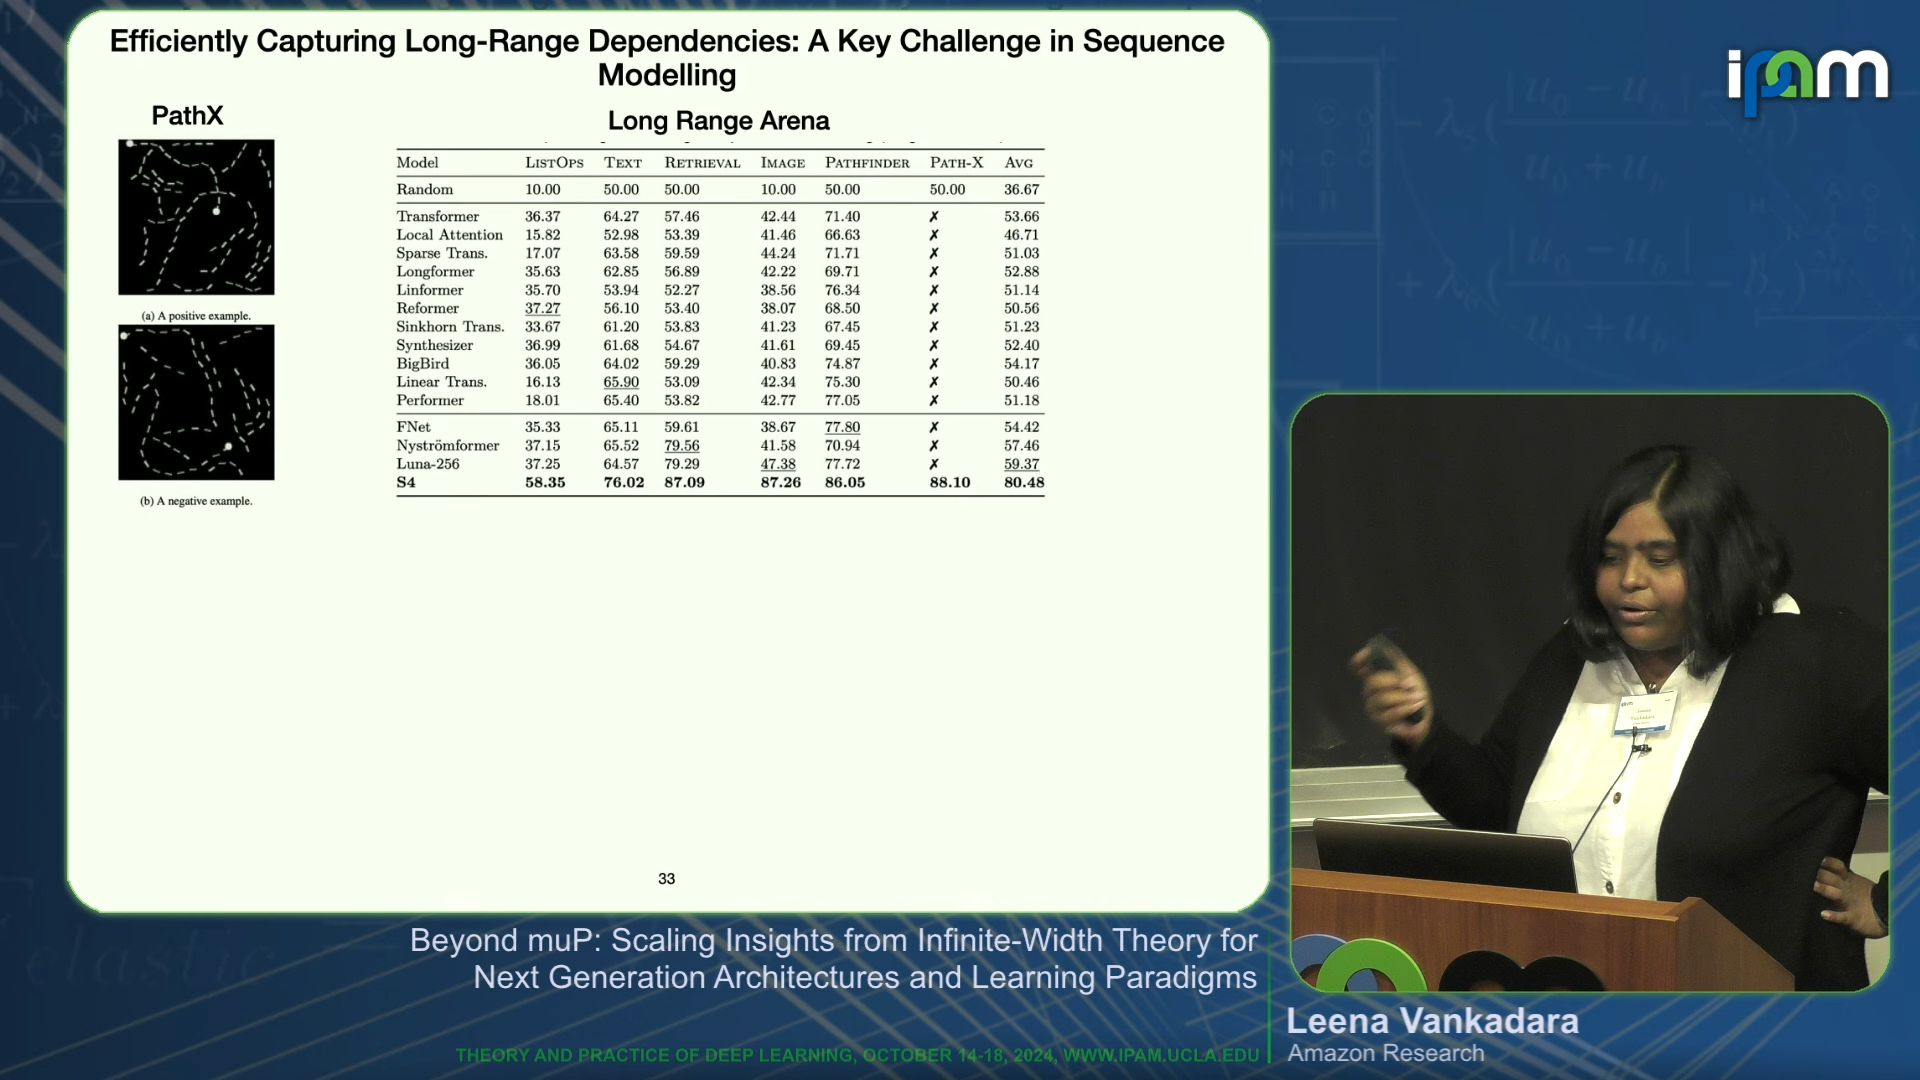 Efficiently Capturing Long-Range Dependencies: A Key Challenge in Sequence
Modelling
PathX
(a) A positive example.
(b) A negative example.
Long Range Arena
Model ListOps Text Retrieval Image Pathfinder Path-X Avg
Random 10.00 50.00 50.00 10.00 50.00 50.00 36.67
Transformer 36.37 64.27 57.46 42.44 71.40 ✗ 53.66
Local Attention 15.82 52.98 53.39 41.46 66.63 ✗ 46.71
Sparse Trans. 17.07 63.58 59.59 44.24 71.71 ✗ 51.03
Longformer 35.63 62.85 56.89 42.22 69.71 ✗ 52.88
Linformer 35.70 53.94 52.27 38.56 76.34 ✗ 51.14
Reformer 37.27 56.10 53.40 38.07 68.50 ✗ 50.56
Sinkhorn Trans. 33.67 61.20 53.83 41.23 67.45 ✗ 51.23
Synthesizer 36.99 61.68 54.67 41.61 69.45 ✗ 52.40
BigBird 36.05 64.02 59.29 40.83 74.87 ✗ 54.17
Linear Trans. 16.13 65.90 53.09 42.34 75.30 ✗ 50.46
Performer 18.01 65.40 53.82 42.77 77.05 ✗ 51.18
FNet 35.33 65.11 59.61 38.67 77.80 ✗ 54.42
Nyströmformer 37.15 65.52 79.56 41.58 70.94 ✗ 57.46
Luna-256 37.25 64.57 79.29 47.38 77.72 ✗ 59.37
S4 58.35 76.02 87.09 87.26 86.05 88.10 80.48
33
ipam
Beyond muP: Scaling Insights from Infinite-Width Theory for
Next Generation Architectures and Learning Paradigms
THEORY AND PRACTICE OF DEEP LEARNING, OCTOBER 14-18, 2024, WWW.IPAM.UCLA.EDU
Leena Vankadara
Amazon Research
elastic